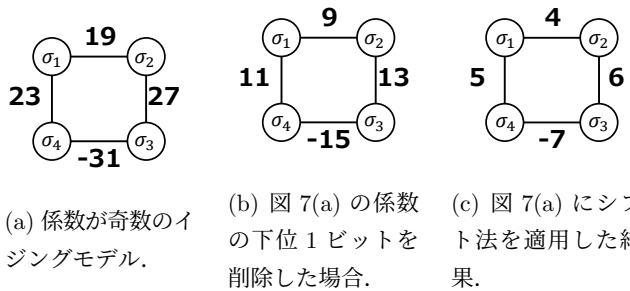 19
σ1
σ2
23
27
σ4
σ3
-31
(a) 係数が奇数のイ
ジングモデル.
9
σ1
σ2
11
13
σ4
σ3
-15
(b) 図 7(a) の係数
の下位 1 ビットを
削除した場合.
4
σ1
σ2
5
6
σ4
σ3
-7
(c) 図 7(a) にシフ
ト法を適用した結
果.